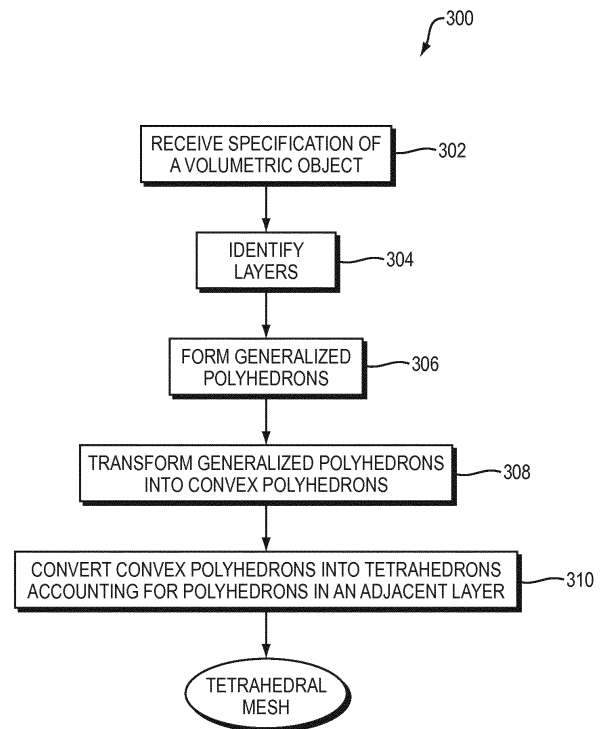 300
RECEIVE SPECIFICATION OF
A VOLUMETRIC OBJECT
302
IDENTIFY
LAYERS
304
FORM GENERALIZED
POLYHEDRONS
306
TRANSFORM GENERALIZED POLYHEDRONS
INTO CONVEX POLYHEDRONS
308
CONVERT CONVEX POLYHEDRONS INTO TETRAHEDRONS
ACCOUNTING FOR POLYHEDRONS IN AN ADJACENT LAYER
310
TETRAHEDRAL
MESH